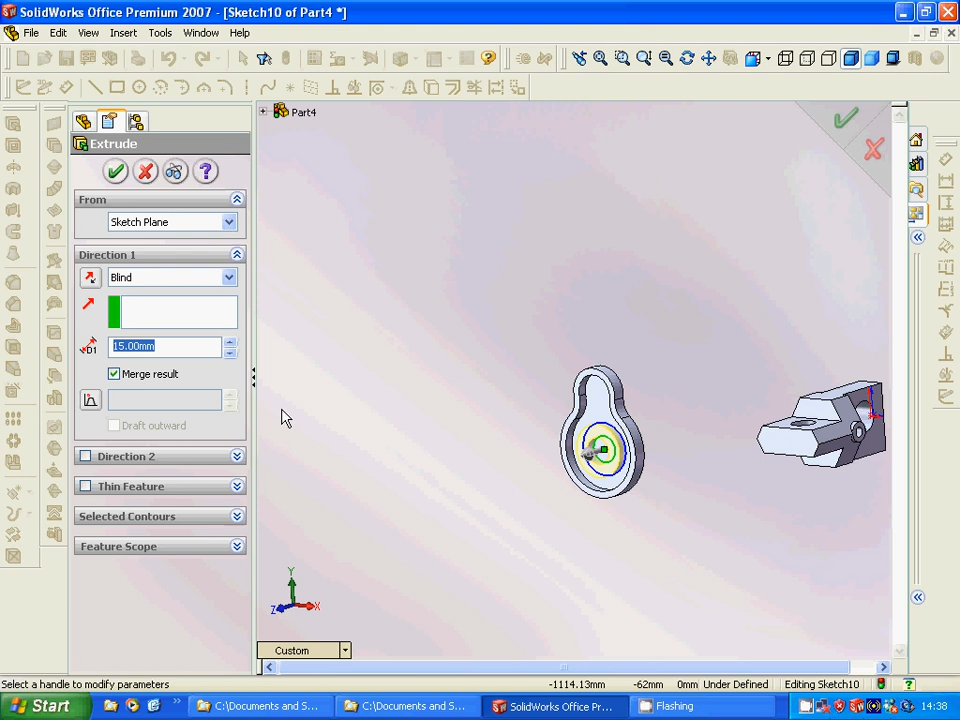 SolidWorks Office Premium 2007 - [Sketch10 of Part4 *]
File Edit View Insert Tools Window Help
Part4
Extrude
From
Sketch Plane
Direction 1
Blind
D1
15.00mm
Merge result
Draft outward
Direction 2
Thin Feature
Selected Contours
Feature Scope
Y
Z
X
Custom
Select a handle to modify parameters
-1114.13mm
-62mm
0mm Under Defined
Editing Sketch10
Start
C:\Documents and S...
C:\Documents and S...
SolidWorks Office Pr...
Flashing
14:38